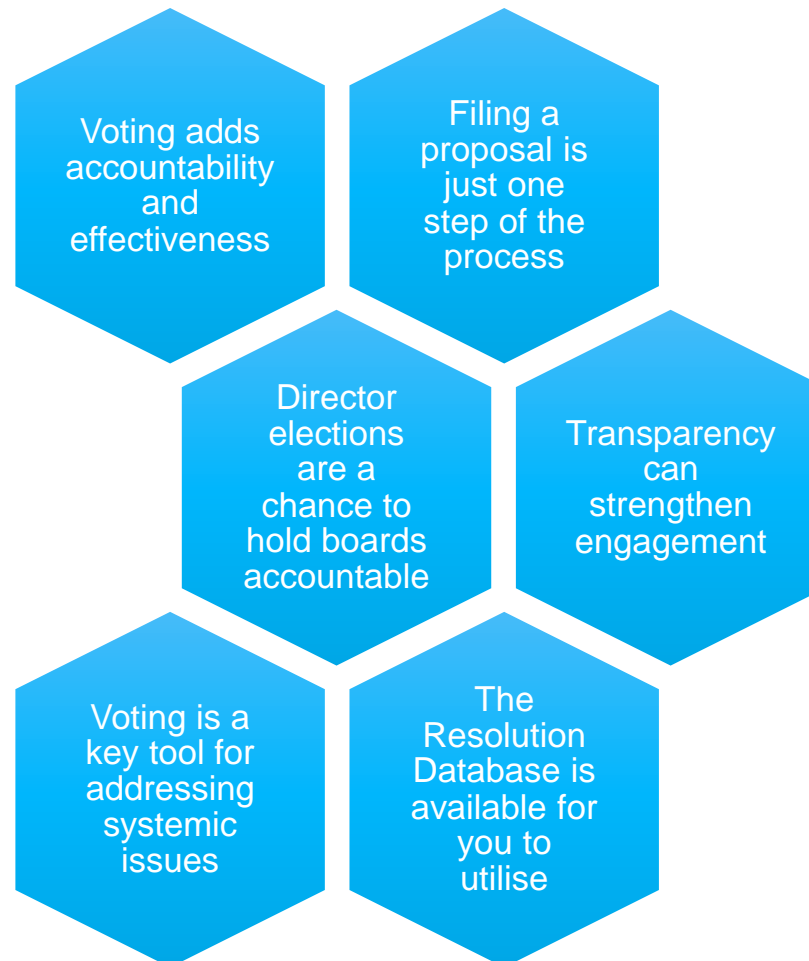 Voting adds
accountability
and
effectiveness
Filing a
proposal is
just one
step of the
process
Director
elections
are a
chance to
hold boards
accountable
Transparency
can
strengthen
engagement
Voting is a
key tool for
addressing
systemic
issues
The
Resolution
Database is
available for
you to
utilise